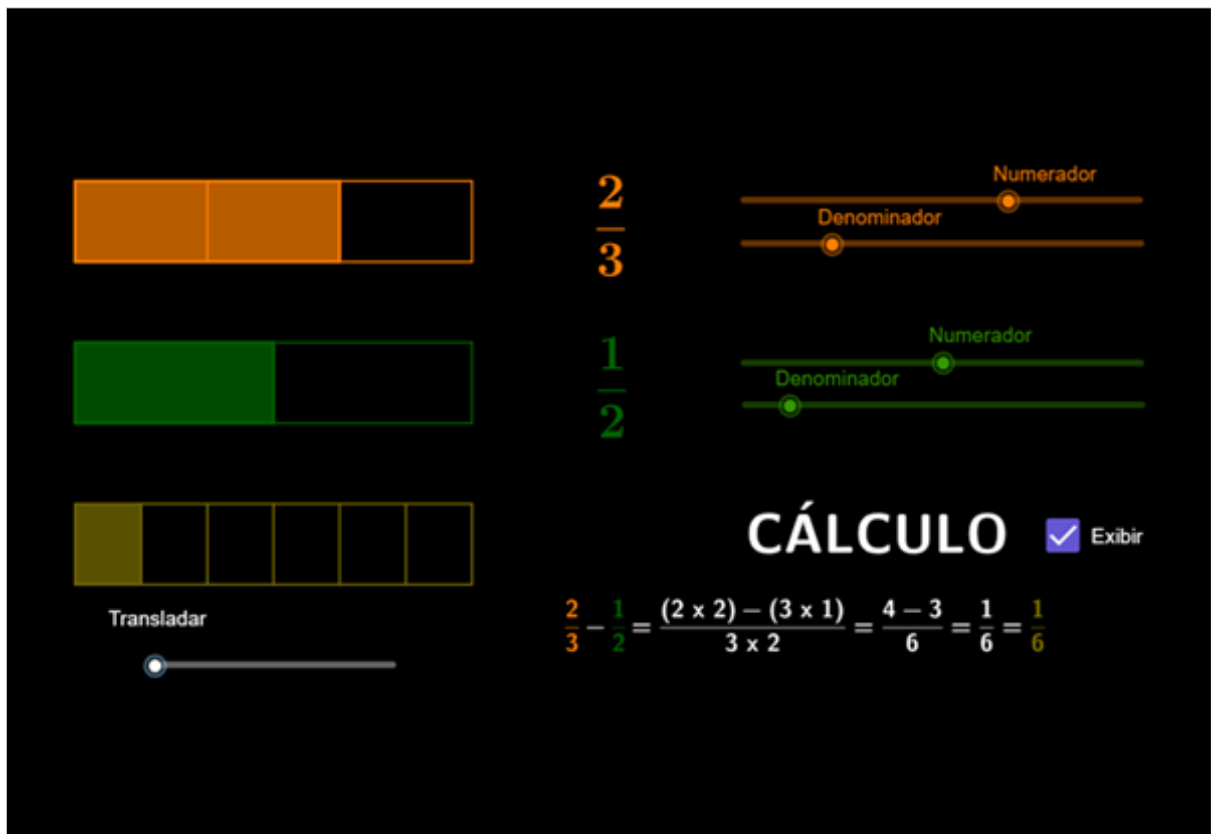 2/3
Numerador
Denominador
1/2
Numerador
Denominador
CÁLCULO
Exibir
Transladar
2/3 − 1/2 = (2 x 2) − (3 x 1)/3 x 2 = 4 − 3/6 = 1/6 = 1/6